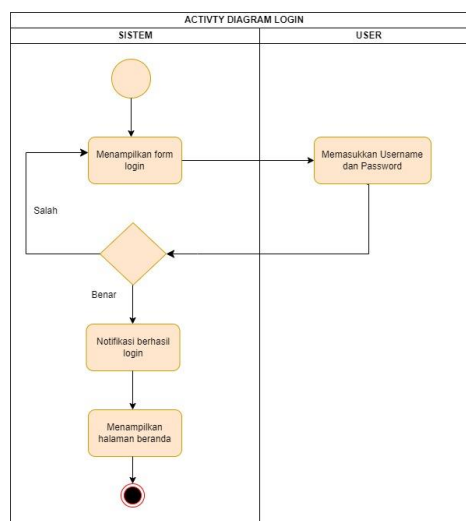 ACTIVTY DIAGRAM LOGIN
SISTEM
USER
Menampilkan form
login
Memasukkan Username
dan Password
Salah
Benar
Notifikasi berhasil
login
Menampilkan
halaman beranda